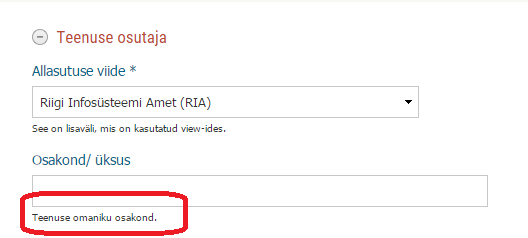 Teenuse osutaja
Allasutuse viide *
Riigi Infosüsteemi Amet (RIA)
See on lisaväli, mis on kasutatud view-ides.
Osakond/ üksus
Teenuse omaniku osakond.